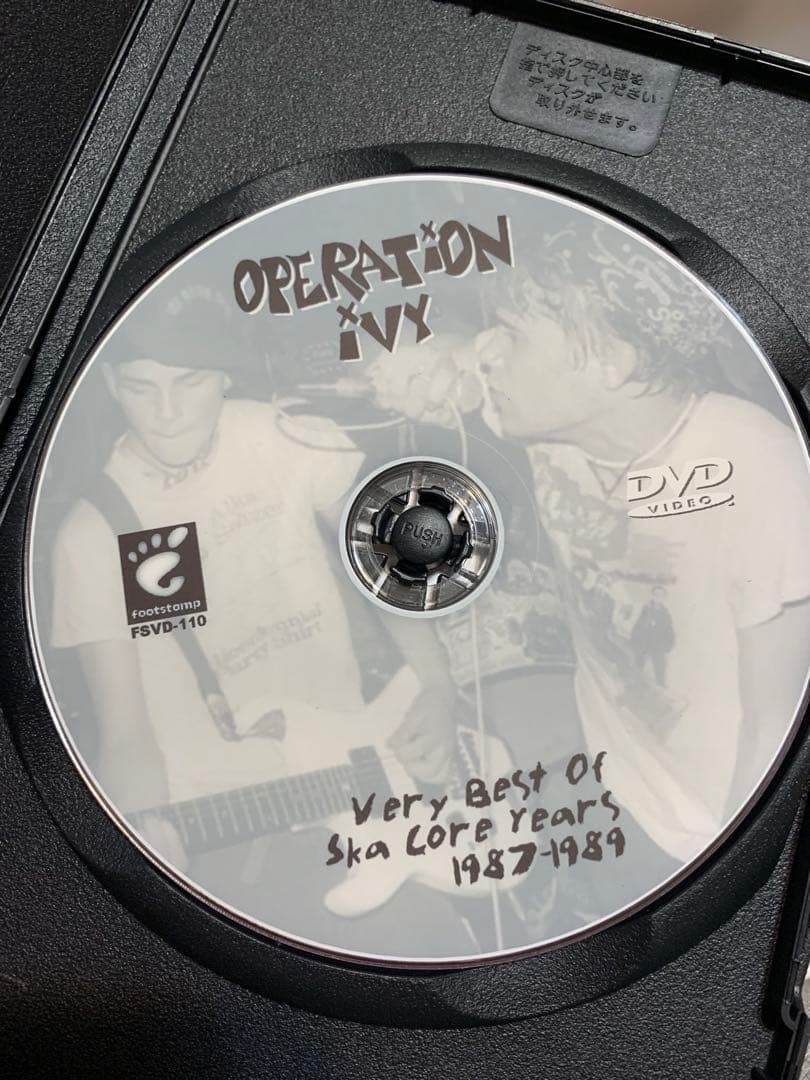 ディスク中心部を
指で押してください
ディスクが
取り外せます。
OPERATION
iVY
DVD
VIDEO
PUSH
footstomp
FSVD-110
Very Best Of
Ska Core Years
1987-1989